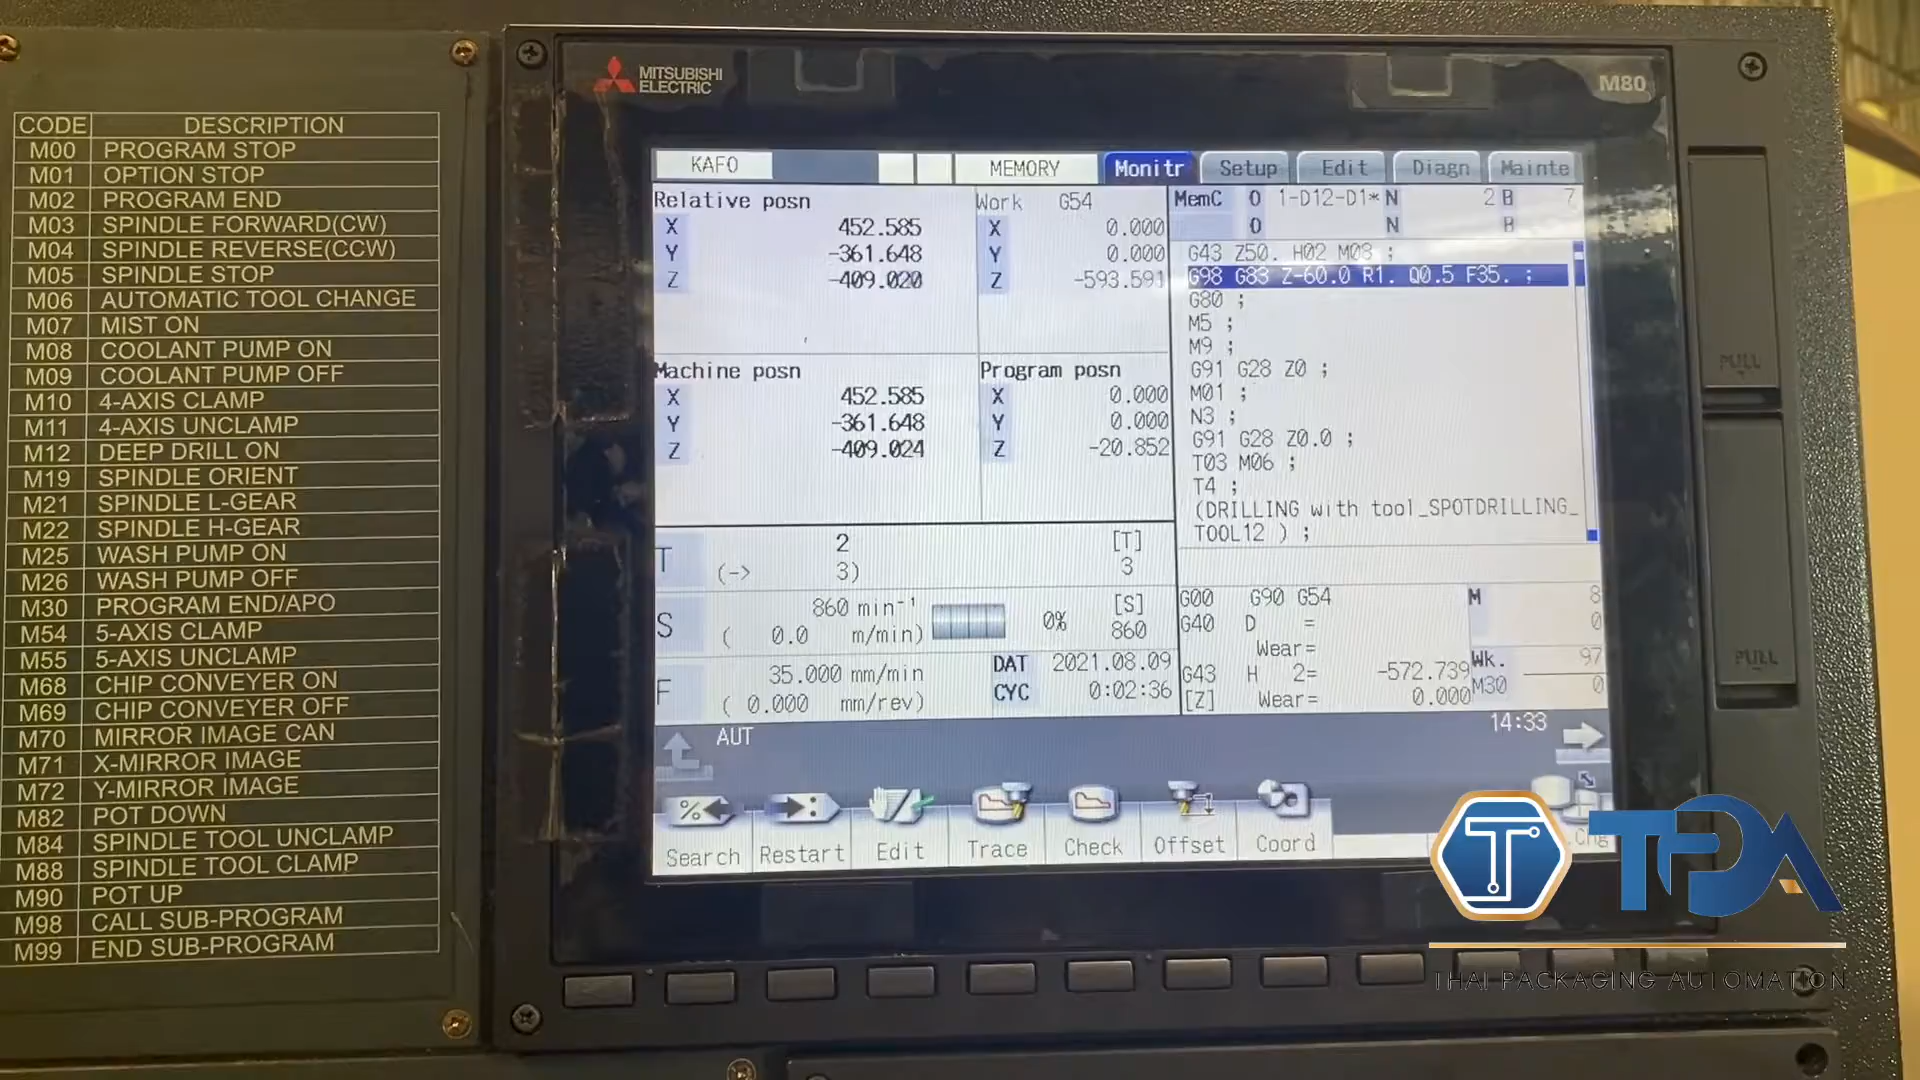 CODE DESCRIPTION
M00 PROGRAM STOP
M01 OPTION STOP
M02 PROGRAM END
M03 SPINDLE FORWARD(CW)
M04 SPINDLE REVERSE(CCW)
M05 SPINDLE STOP
M06 AUTOMATIC TOOL CHANGE
M07 MIST ON
M08 COOLANT PUMP ON
M09 COOLANT PUMP OFF
M10 4-AXIS CLAMP
M11 4-AXIS UNCLAMP
M12 DEEP DRILL ON
M19 SPINDLE ORIENT
M21 SPINDLE L-GEAR
M22 SPINDLE H-GEAR
M25 WASH PUMP ON
M26 WASH PUMP OFF
M30 PROGRAM END/APO
M54 5-AXIS CLAMP
M55 5-AXIS UNCLAMP
M68 CHIP CONVEYER ON
M69 CHIP CONVEYER OFF
M70 MIRROR IMAGE CAN
M71 X-MIRROR IMAGE
M72 Y-MIRROR IMAGE
M82 POT DOWN
M84 SPINDLE TOOL UNCLAMP
M88 SPINDLE TOOL CLAMP
M90 POT UP
M98 CALL SUB-PROGRAM
M99 END SUB-PROGRAM
MITSUBISHI
ELECTRIC
M80
KAFO MEMORY Monitr Setup Edit Diagn Mainte
Relative posn
X 452.585
Y -361.648
Z -409.020
Work G54
X 0.000
Y 0.000
Z -593.591
Machine posn
X 452.585
Y -361.648
Z -409.024
Program posn
X 0.000
Y 0.000
Z -20.852
MemC O 1-D12-D1* N 2 B 7
O N B
G43 Z50. H02 M08 ;
G98 G83 Z-60.0 R1. Q0.5 F35. ;
G80 ;
M5 ;
M9 ;
G91 G28 Z0 ;
M01 ;
N3 ;
G91 G28 Z0.0 ;
T03 M06 ;
T4 ;
(DRILLING with tool_SPOTDRILLING_
TOOL12 ) ;
T 2 [T]
(-> 3) 3
S 860 min-1 0% [S]
( 0.0 m/min) 860
F 35.000 mm/min DAT 2021.08.09
( 0.000 mm/rev) CYC 0:02:36
G00 G90 G54 M 8
G40 D = 0
Wear=
G43 H 2= -572.739 Wk. 97
[Z] Wear= 0.000 M30 0
AUT 14:33
Search Restart Edit Trace Check Offset Coord
PULL
PULL
T TPA
THAI PACKAGING AUTOMATION